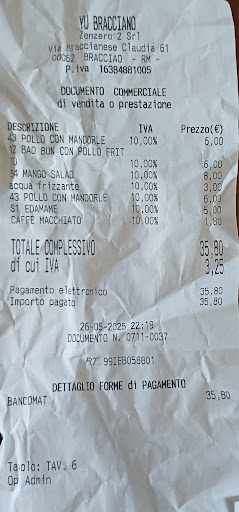 YU BRACCIANO
Zenzero 2 Srl
Via Braccianese Claudia 61
00062 BRACCIAO - RM -
P.iva 16384881005
DOCUMENTO COMMERCIALE
di vendita o prestazione
DESCRIZIONE IVA Prezzo(€)
43 POLLO CON MANDORLE 10,00% 6,00
12 BAO BUN CON POLLO FRIT
TO 10,00% 6,00
S4 MANGO SALAD 10,00% 8,00
acqua frizzante 10,00% 3,00
43 POLLO CON MANDORLE 10,00% 6,00
S1 EDAMAME 10,00% 5,00
CAFFE MACCHIATO 10,00% 1,80
TOTALE COMPLESSIVO 35,80
di cui IVA 3,25
Pagamento elettronico 35,80
Importo pagato 35,80
26-05-2025 22:19
DOCUMENTO N. 0711-0037
RT 99IEB058801
DETTAGLIO FORME di PAGAMENTO
BANCOMAT 35,80
Tavolo: TAV. 6
Op Admin